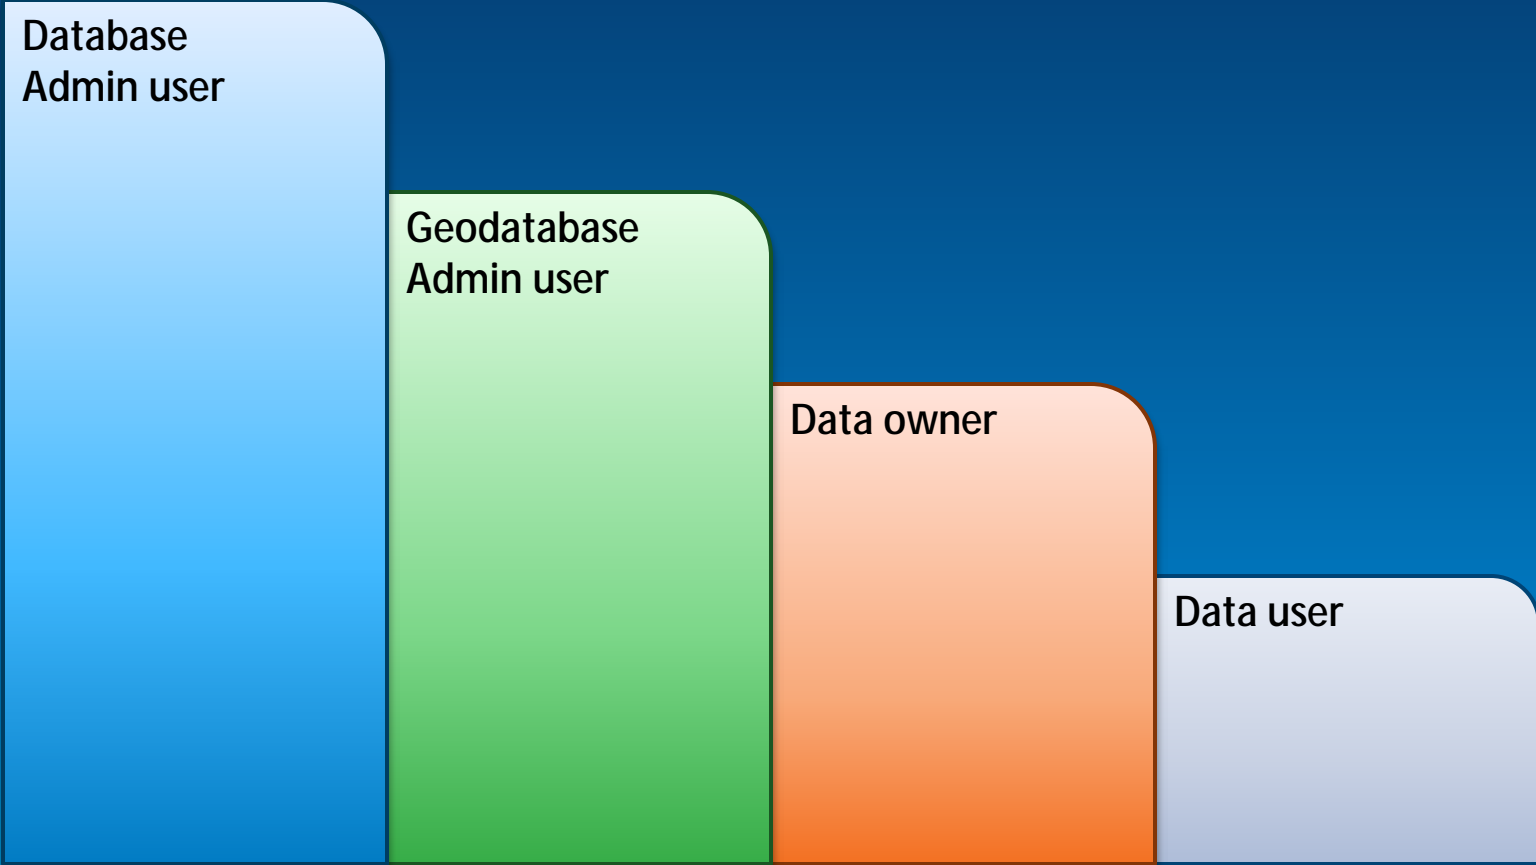 Database
Admin user
Geodatabase
Admin user
Data owner
Data user